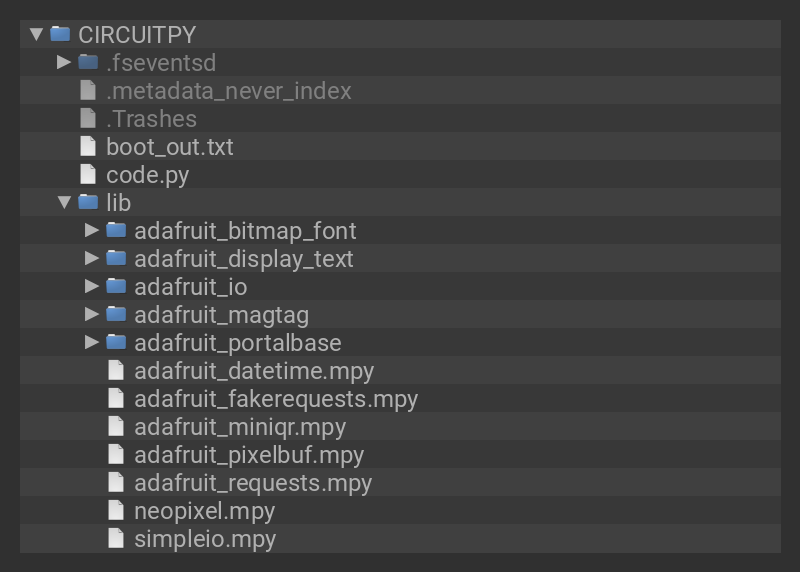 CIRCUITPY
.fseventsd
.metadata_never_index
.Trashes
boot_out.txt
code.py
lib
adafruit_bitmap_font
adafruit_display_text
adafruit_io
adafruit_magtag
adafruit_portalbase
adafruit_datetime.mpy
adafruit_fakerequests.mpy
adafruit_miniqr.mpy
adafruit_pixelbuf.mpy
adafruit_requests.mpy
neopixel.mpy
simpleio.mpy